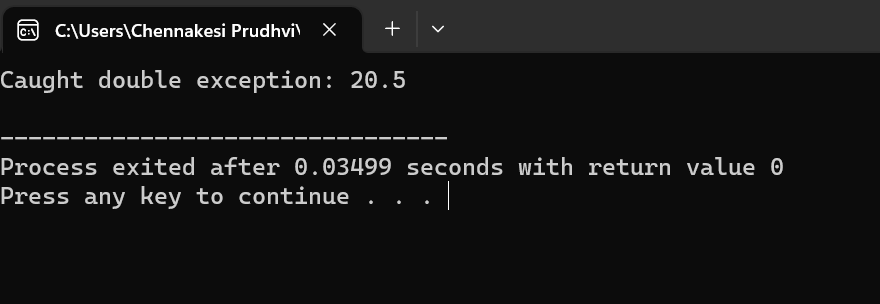 C:\Users\Chennakesi Prudhvi\
Caught double exception: 20.5
--------------------------------
Process exited after 0.03499 seconds with return value 0
Press any key to continue . . .